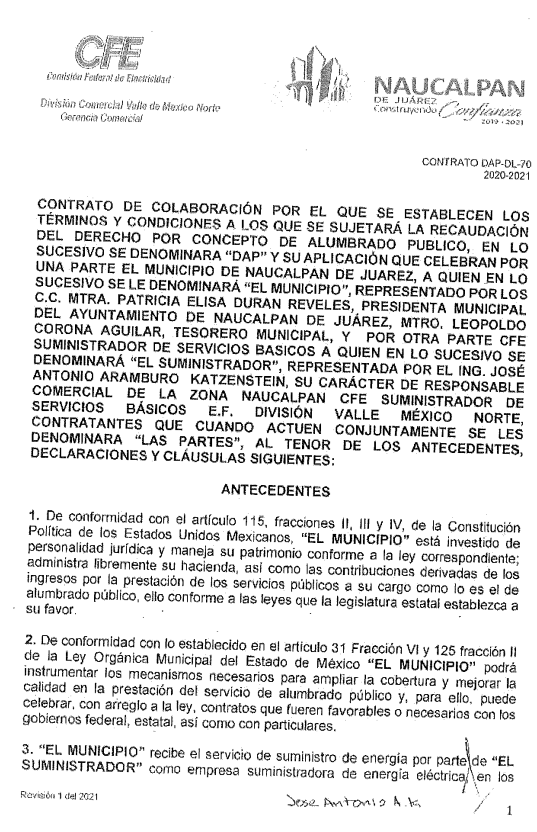 CFE
Comisión Federal de Electricidad
División Comercial Valle de México Norte
Gerencia Comercial
NAUCALPAN
DE JUÁREZ
Construyendo Confianza
2019 - 2021
CONTRATO DAP-DL-70
2020-2021
CONTRATO DE COLABORACIÓN POR EL QUE SE ESTABLECEN LOS
TÉRMINOS Y CONDICIONES A LOS QUE SE SUJETARÁ LA RECAUDACIÓN
DEL DERECHO POR CONCEPTO DE ALUMBRADO PUBLICO, EN LO
SUCESIVO SE DENOMINARA "DAP" Y SU APLICACIÓN QUE CELEBRAN POR
UNA PARTE EL MUNICIPIO DE NAUCALPAN DE JUAREZ, A QUIEN EN LO
SUCESIVO SE LE DENOMINARÁ "EL MUNICIPIO", REPRESENTADO POR LOS
C.C. MTRA. PATRICIA ELISA DURAN REVELES, PRESIDENTA MUNICIPAL
DEL AYUNTAMIENTO DE NAUCALPAN DE JUÁREZ, MTRO. LEOPOLDO
CORONA AGUILAR, TESORERO MUNICIPAL, Y POR OTRA PARTE CFE
SUMINISTRADOR DE SERVICIOS BASICOS A QUIEN EN LO SUCESIVO SE
DENOMINARÁ "EL SUMINISTRADOR", REPRESENTADA POR EL ING. JOSÉ
ANTONIO ARAMBURO KATZENSTEIN, SU CARÁCTER DE RESPONSABLE
COMERCIAL DE LA ZONA NAUCALPAN CFE SUMINISTRADOR DE
SERVICIOS BÁSICOS E.F. DIVISIÓN VALLE MÉXICO NORTE,
CONTRATANTES QUE CUANDO ACTUEN CONJUNTAMENTE SE LES
DENOMINARA "LAS PARTES", AL TENOR DE LOS ANTECEDENTES,
DECLARACIONES Y CLÁUSULAS SIGUIENTES:
ANTECEDENTES
1. De conformidad con el artículo 115, fracciones II, III y IV, de la Constitución
Política de los Estados Unidos Mexicanos, "EL MUNICIPIO" está investido de
personalidad jurídica y maneja su patrimonio conforme a la ley correspondiente;
administra libremente su hacienda, así como las contribuciones derivadas de los
ingresos por la prestación de los servicios públicos a su cargo como lo es el de
alumbrado público, ello conforme a las leyes que la legislatura estatal establezca a
su favor.
2. De conformidad con lo establecido en el artículo 31 Fracción VI y 125 fracción II
de la Ley Orgánica Municipal del Estado de México "EL MUNICIPIO" podrá
instrumentar los mecanismos necesarios para ampliar la cobertura y mejorar la
calidad en la prestación del servicio de alumbrado público y, para ello, puede
celebrar, con arreglo a la ley, contratos que fueren favorables o necesarios con los
gobiernos federal, estatal, así como con particulares.
3. "EL MUNICIPIO" recibe el servicio de suministro de energía por parte de "EL
SUMINISTRADOR" como empresa suministradora de energía eléctrica, en los
Revisión 1 del 2021
Jose Antonio A.K
1